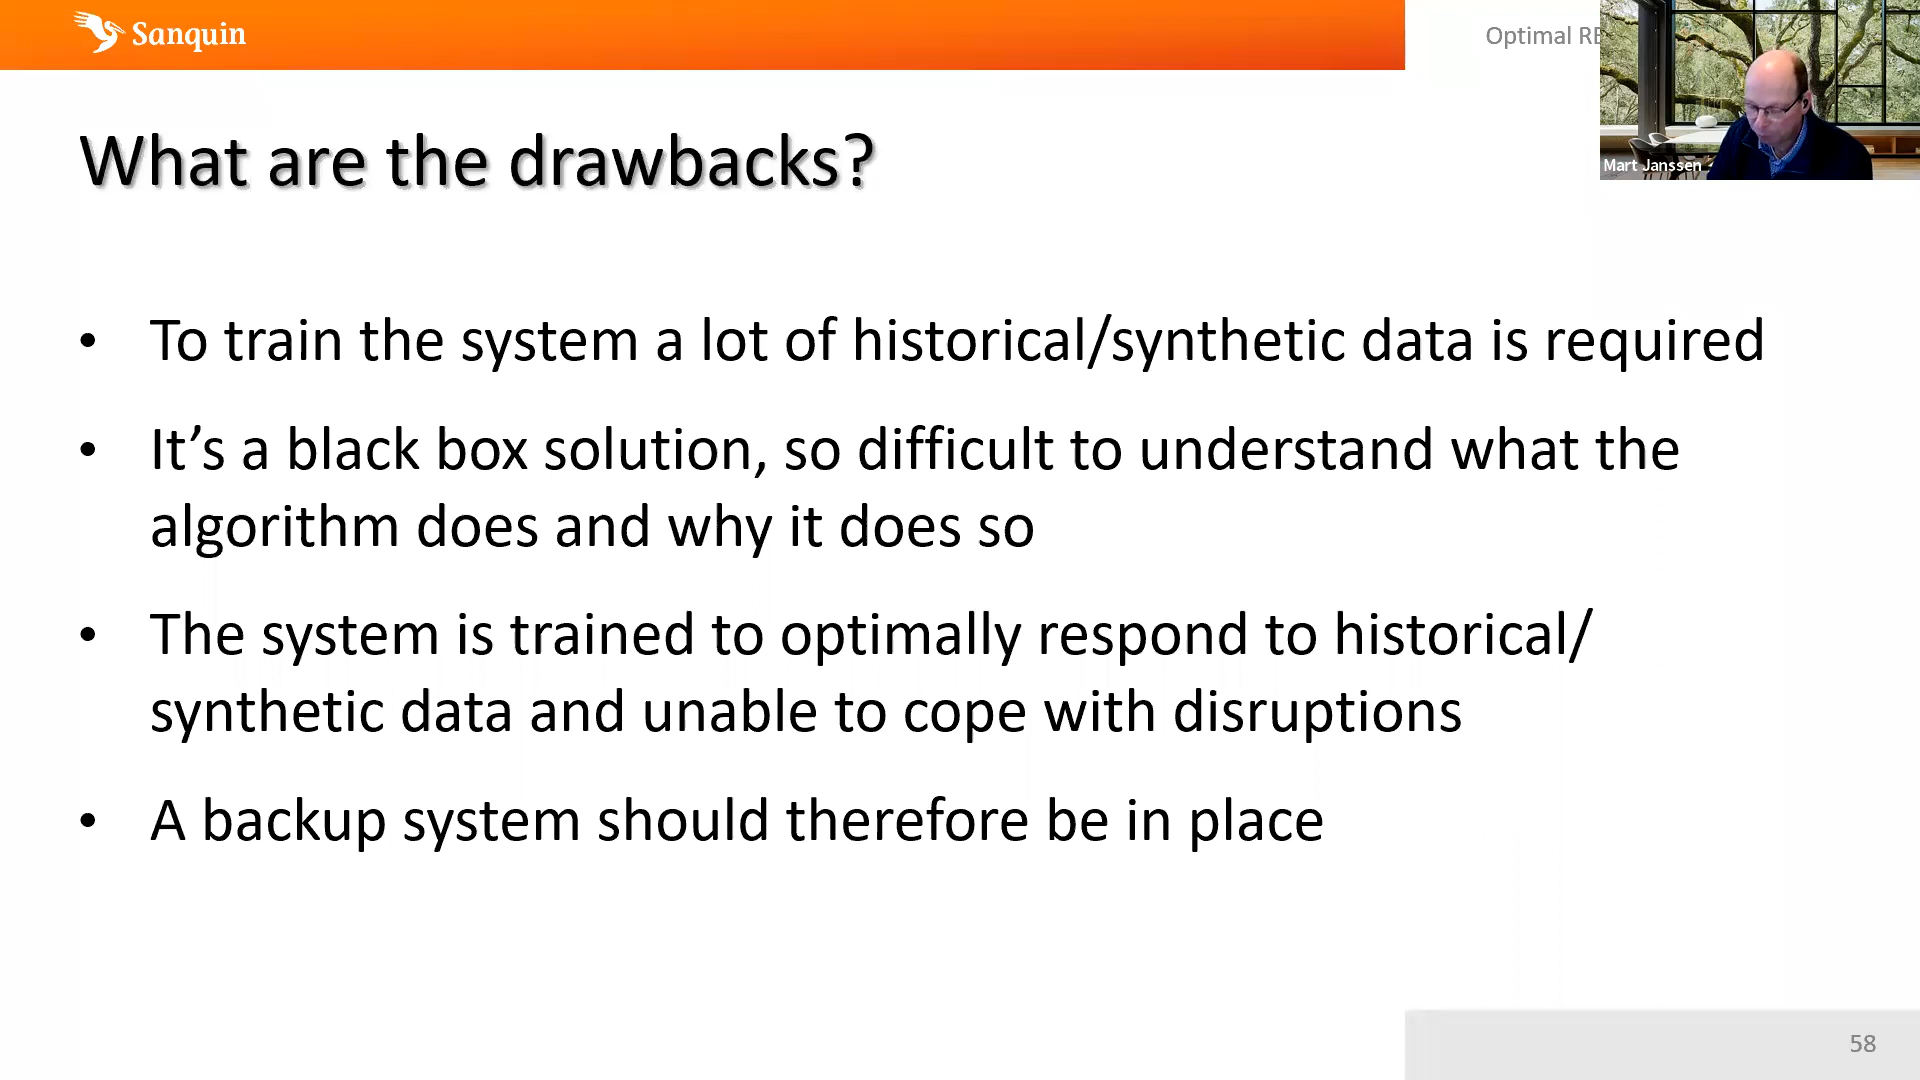 Sanquin
Optimal
Mart Janssen
What are the drawbacks?
• To train the system a lot of historical/synthetic data is required
• It’s a black box solution, so difficult to understand what the
algorithm does and why it does so
• The system is trained to optimally respond to historical/
synthetic data and unable to cope with disruptions
• A backup system should therefore be in place
58